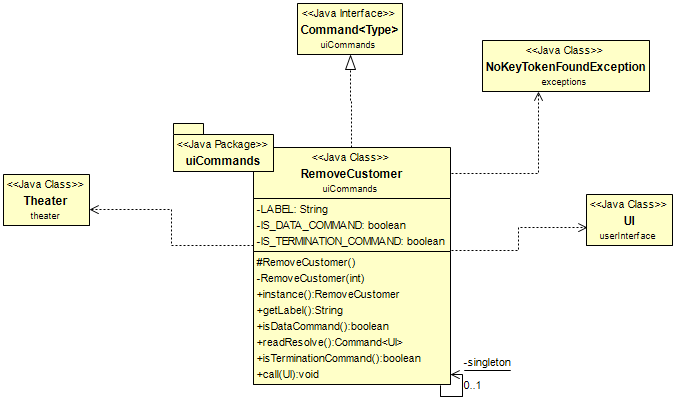 <<Java Interface>>
Command<Type>
uiCommands
<<Java Class>>
NoKeyTokenFoundException
exceptions
<<Java Package>>
uiCommands
<<Java Class>>
RemoveCustomer
uiCommands
-LABEL: String
-IS_DATA_COMMAND: boolean
-IS_TERMINATION_COMMAND: boolean
#RemoveCustomer()
-RemoveCustomer(int)
+instance():RemoveCustomer
+getLabel():String
+isDataCommand():boolean
+readResolve():Command<UI>
+isTerminationCommand():boolean
+call(UI):void
<<Java Class>>
Theater
theater
<<Java Class>>
UI
userInterface
-singleton
0..1